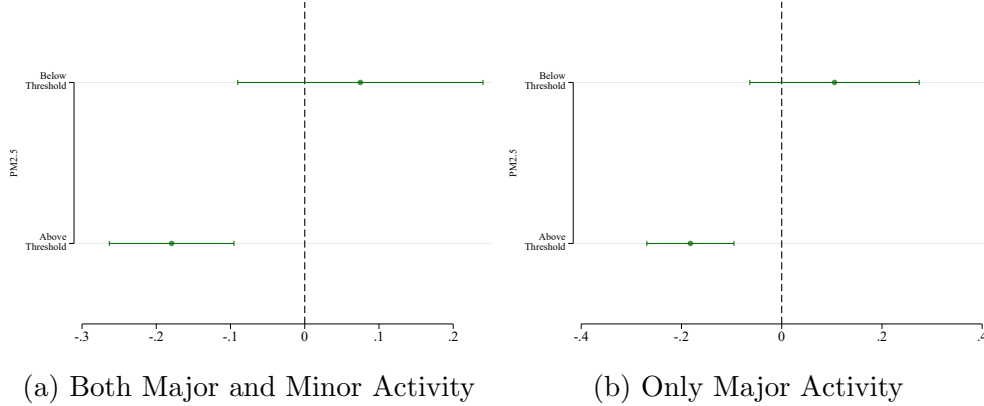 Below
Threshold
PM2.5
Above
Threshold
-.3 -.2 -.1 0 .1 .2
(a) Both Major and Minor Activity
Below
Threshold
PM2.5
Above
Threshold
-.4 -.2 0 .2 .4
(b) Only Major Activity